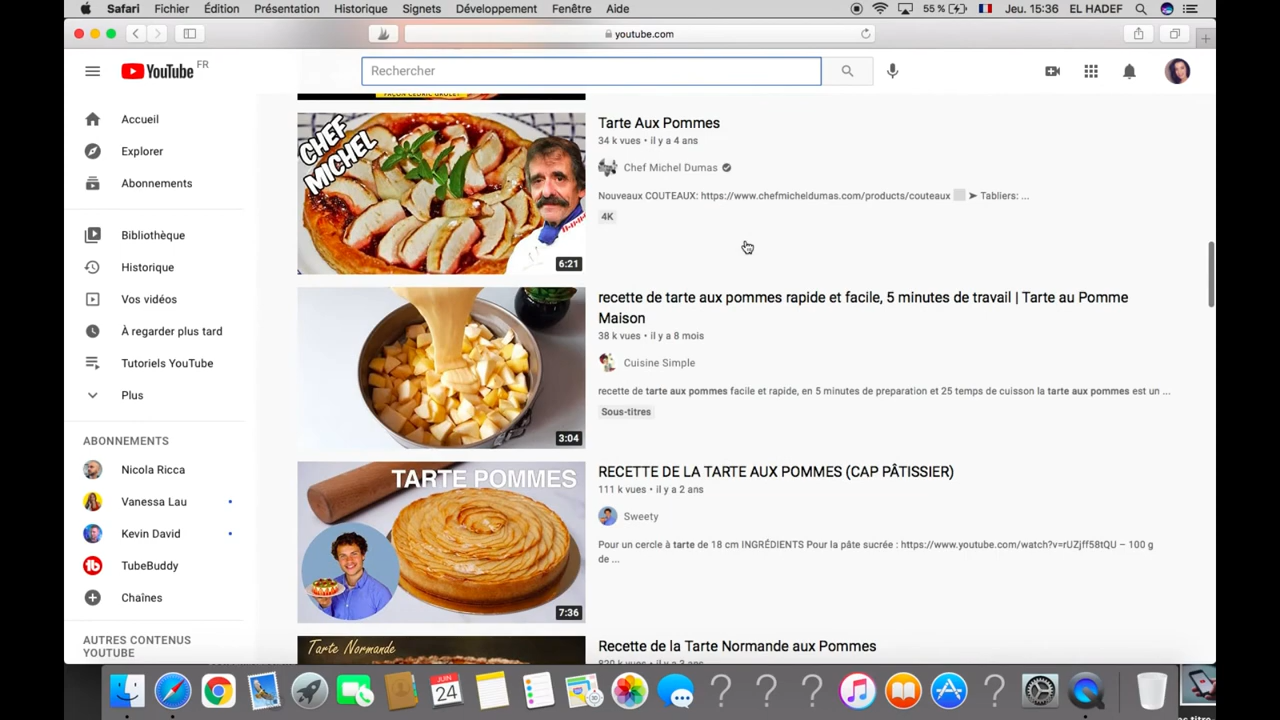 Safari Fichier Édition Présentation Historique Signets Développement Fenêtre Aide 55 % Jeu. 15:36 EL HADEF
youtube.com
YouTube FR
Rechercher
Accueil
Explorer
Abonnements
Bibliothèque
Historique
Vos vidéos
À regarder plus tard
Tutoriels YouTube
Plus
ABONNEMENTS
Nicola Ricca
Vanessa Lau
Kevin David
TubeBuddy
Chaînes
AUTRES CONTENUS
YOUTUBE
CHEF
MICHEL
6:21
Tarte Aux Pommes
34 k vues • il y a 4 ans
Chef Michel Dumas
Nouveaux COUTEAUX: https://www.chefmicheldumas.com/products/couteaux ➤ Tabliers: ...
4K
3:04
recette de tarte aux pommes rapide et facile, 5 minutes de travail | Tarte au Pomme
Maison
38 k vues • il y a 8 mois
Cuisine Simple
recette de tarte aux pommes facile et rapide, en 5 minutes de preparation et 25 temps de cuisson la tarte aux pommes est un ...
Sous-titres
TARTE POMMES
7:36
RECETTE DE LA TARTE AUX POMMES (CAP PÂTISSIER)
111 k vues • il y a 2 ans
Sweety
Pour un cercle à tarte de 18 cm INGRÉDIENTS Pour la pâte sucrée : https://www.youtube.com/watch?v=rUZjff58tQU – 100 g
de ...
Tarte Normande
Recette de la Tarte Normande aux Pommes
JUIN
24